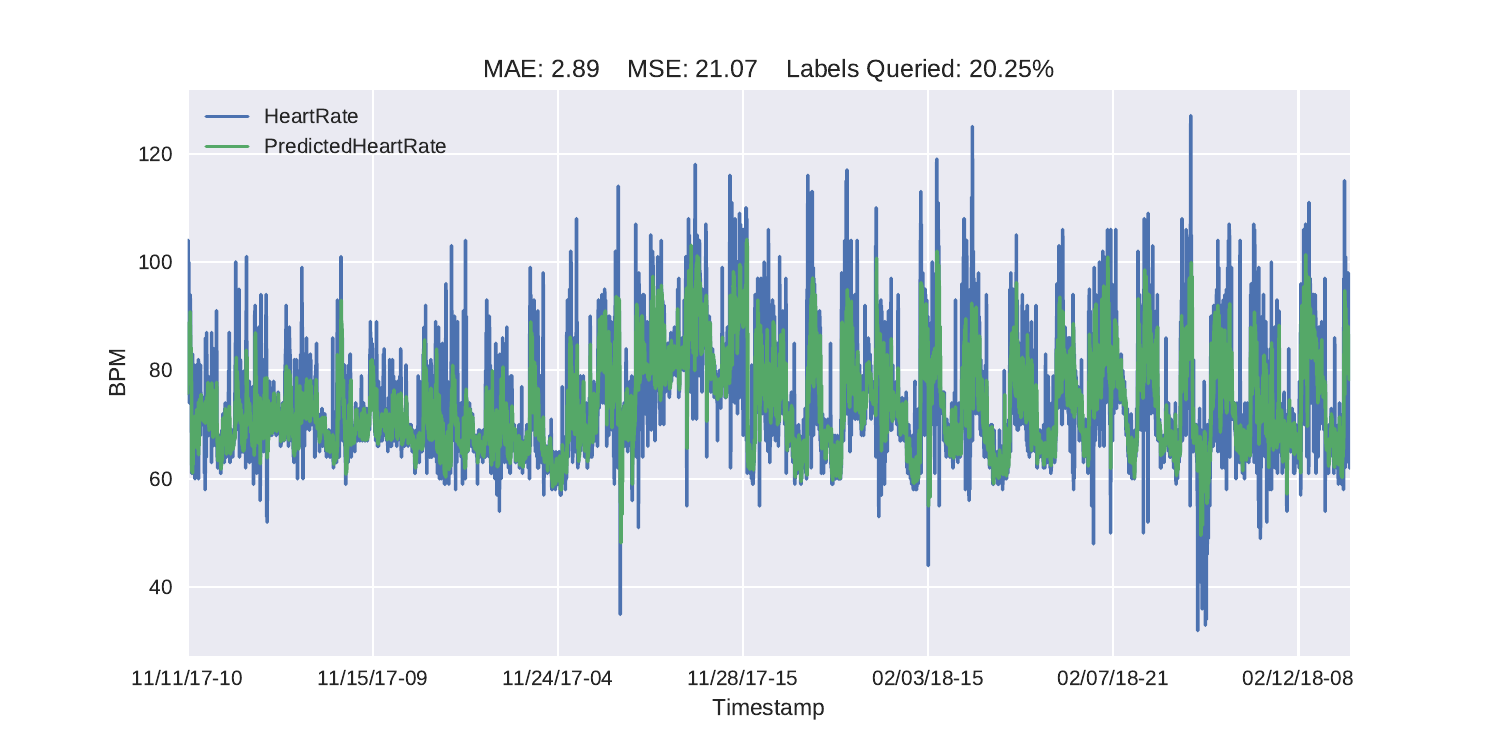 MAE: 2.89 MSE: 21.07 Labels Queried: 20.25%
HeartRate
PredictedHeartRate
120
100
80
60
40
BPM
11/11/17-10 11/15/17-09 11/24/17-04 11/28/17-15 02/03/18-15 02/07/18-21 02/12/18-08
Timestamp